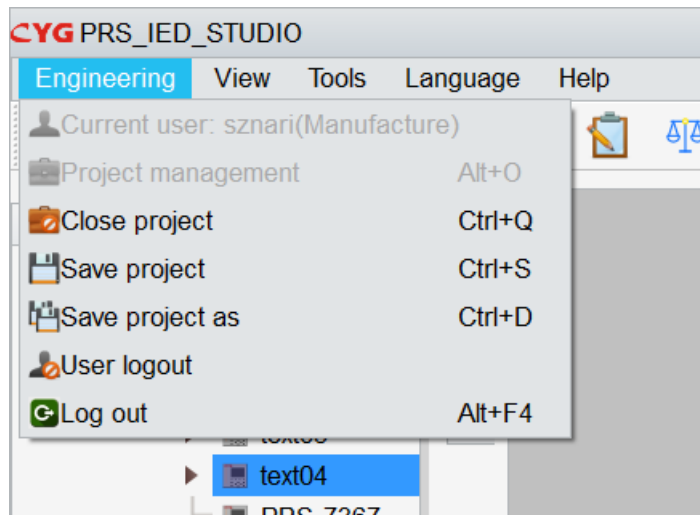 CYG PRS_IED_STUDIO
Engineering View Tools Language Help
Current user: sznari(Manufacture)
Project management Alt+O
Close project Ctrl+Q
Save project Ctrl+S
Save project as Ctrl+D
User logout
Log out Alt+F4
text04